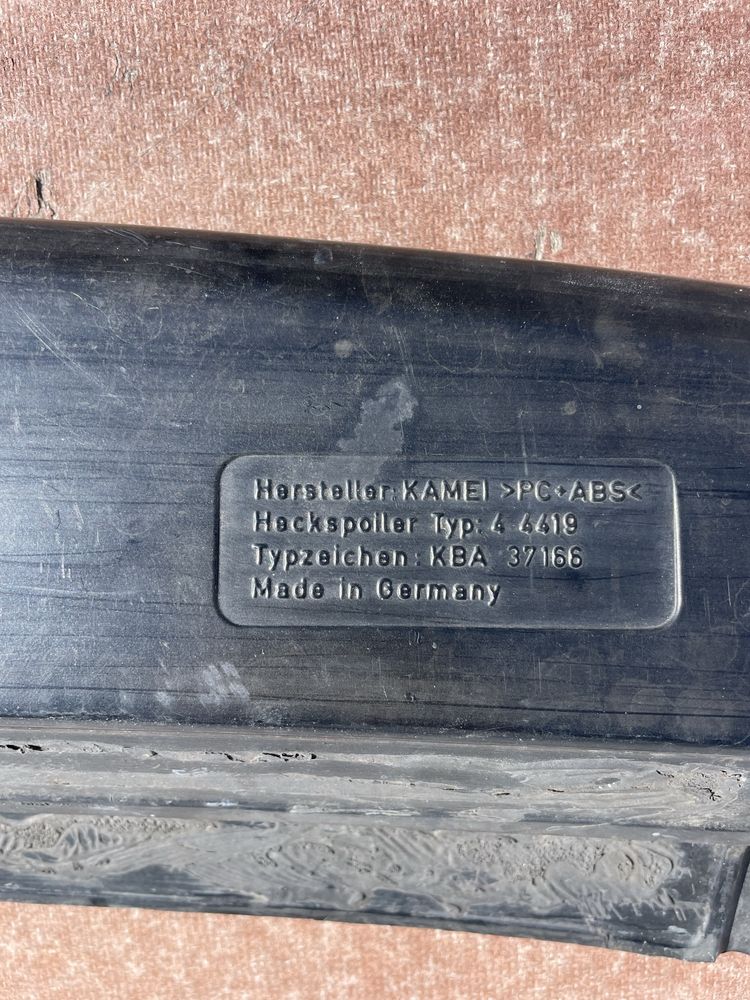 Hersteller: KAMEI >PC+ABS<
Heckspoiler Typ: 4 4419
Typzeichen: KBA 37166
Made in Germany